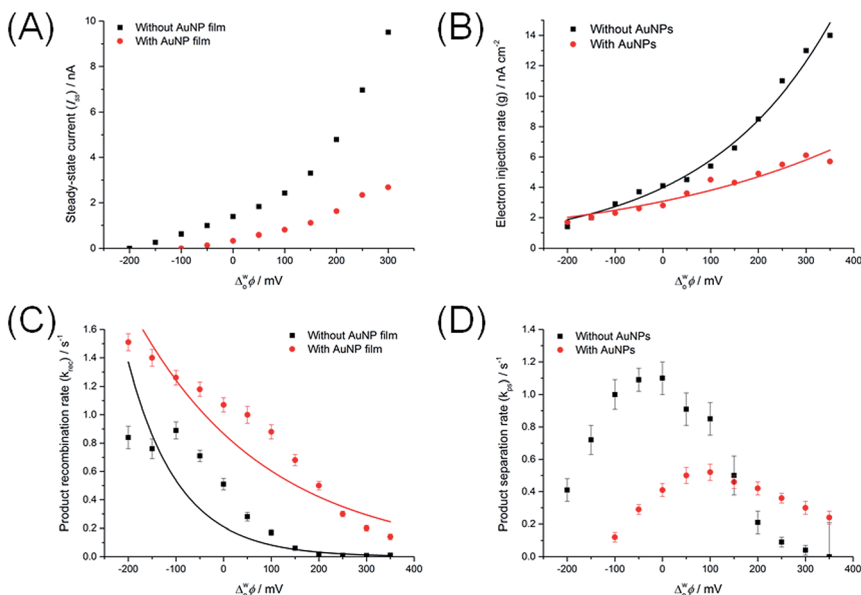 (A)
Without AuNP film
With AuNP film
Steady-state current (Iss) / nA
10
8
6
4
2
0
-200 -100 0 100 200 300
Δwoϕ / mV
(B)
Without AuNPs
With AuNPs
Electron injection rate (g) / nA cm-2
14
12
10
8
6
4
2
0
-200 -100 0 100 200 300 400
Δwoϕ / mV
(C)
Without AuNP film
With AuNP film
Product recombination rate (krec) / s-1
1.6
1.4
1.2
1.0
0.8
0.6
0.4
0.2
0.0
-200 -100 0 100 200 300 400
Δwoϕ / mV
(D)
Without AuNPs
With AuNPs
Product separation rate (kps) / s-1
1.6
1.4
1.2
1.0
0.8
0.6
0.4
0.2
0.0
-200 -100 0 100 200 300 400
Δwoϕ / mV